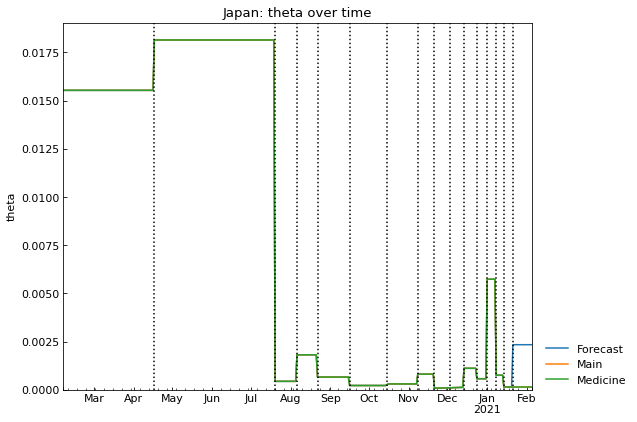 Japan: theta over time
theta
0.0175
0.0150
0.0125
0.0100
0.0075
0.0050
0.0025
0.0000
Mar Apr May Jun Jul Aug Sep Oct Nov Dec Jan Feb
2021
Forecast
Main
Medicine